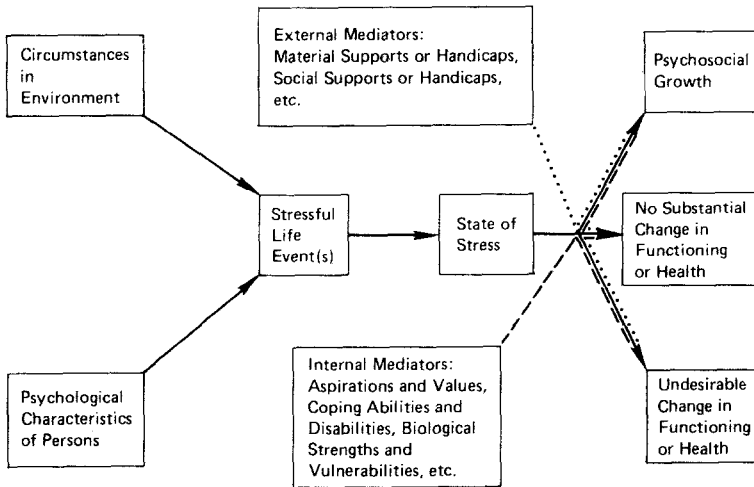 Circumstances
in
Environment
External Mediators:
Material Supports or Handicaps,
Social Supports or Handicaps,
etc.
Psychosocial
Growth
Stressful
Life
Event(s)
State of
Stress
No Substantial
Change in
Functioning
or Health
Psychological
Characteristics
of Persons
Internal Mediators:
Aspirations and Values,
Coping Abilities and
Disabilities, Biological
Strengths and
Vulnerabilities, etc.
Undesirable
Change in
Functioning
or Health